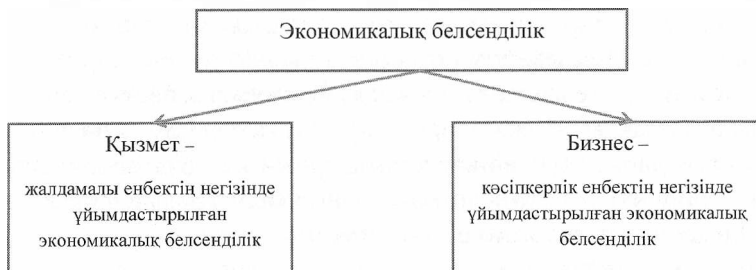 Экономикалық белсенділік
Қызмет –
жалдамалы еңбектің негізінде
ұйымдастырылған
экономикалық белсенділік
Бизнес –
кәсіпкерлік еңбектің негізінде
ұйымдастырылған экономикалық
белсенділік